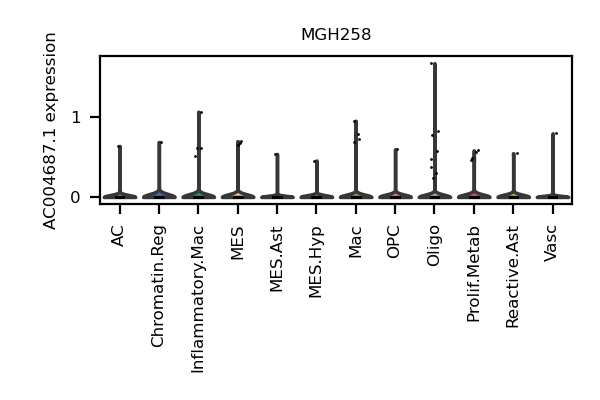 MGH258
AC004687.1 expression
1
0
AC
Chromatin.Reg
Inflammatory.Mac
MES
MES.Ast
MES.Hyp
Mac
OPC
Oligo
Prolif.Metab
Reactive.Ast
Vasc